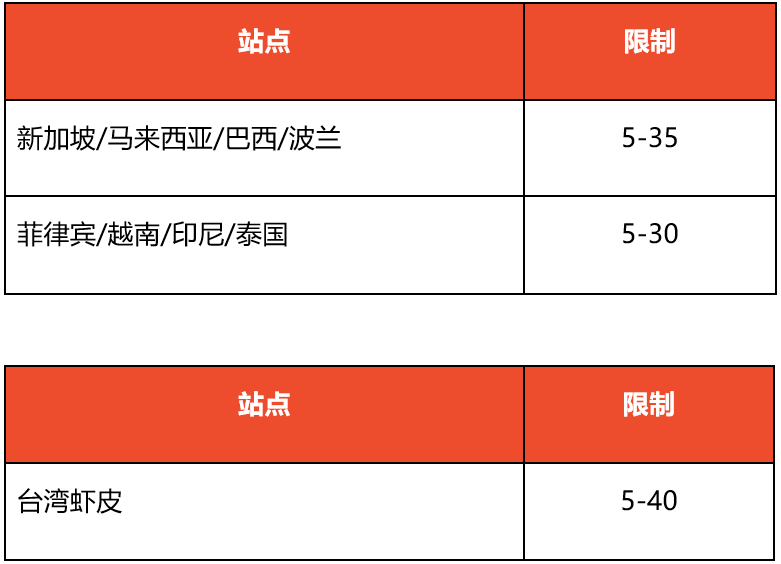 站点 限制
新加坡/马来西亚/巴西/波兰 5-35
菲律宾/越南/印尼/泰国 5-30
站点 限制
台湾虾皮 5-40